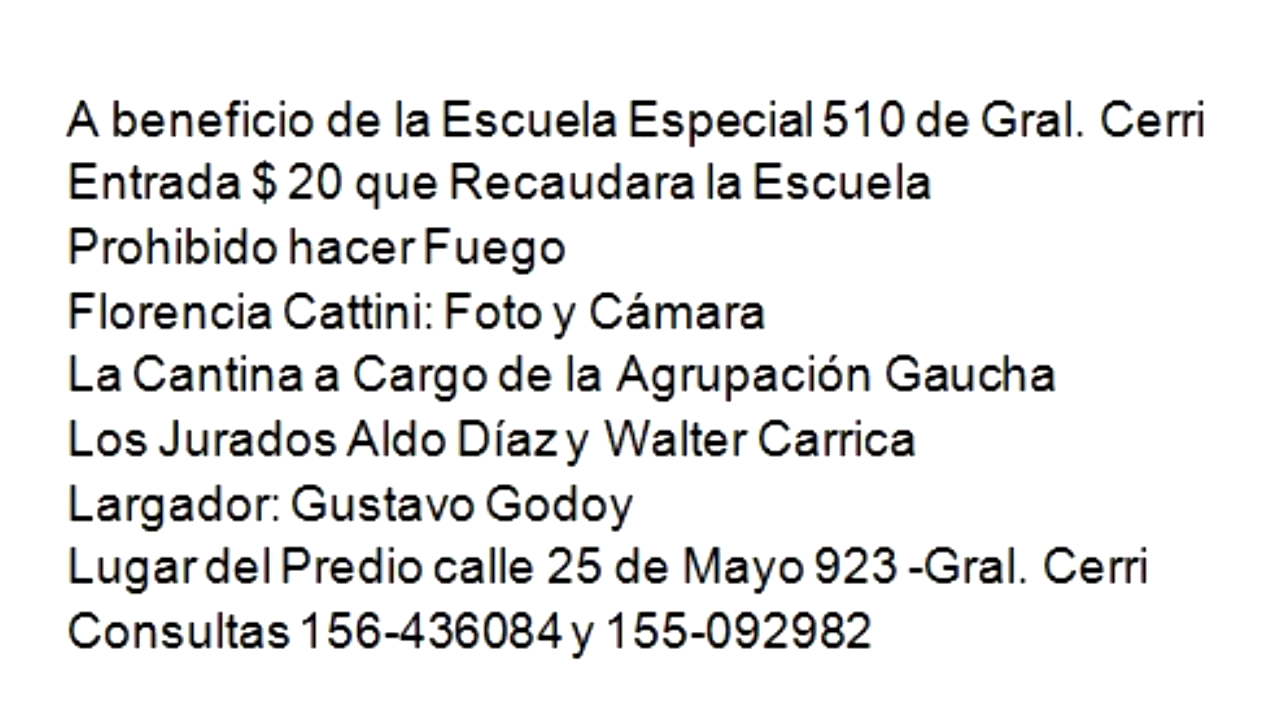 A beneficio de la Escuela Especial 510 de Gral. Cerri
Entrada $ 20 que Recaudara la Escuela
Prohibido hacer Fuego
Florencia Cattini: Foto y Cámara
La Cantina a Cargo de la Agrupación Gaucha
Los Jurados Aldo Díaz y Walter Carrica
Largador: Gustavo Godoy
Lugar del Predio calle 25 de Mayo 923 -Gral. Cerri
Consultas 156-436084 y 155-092982